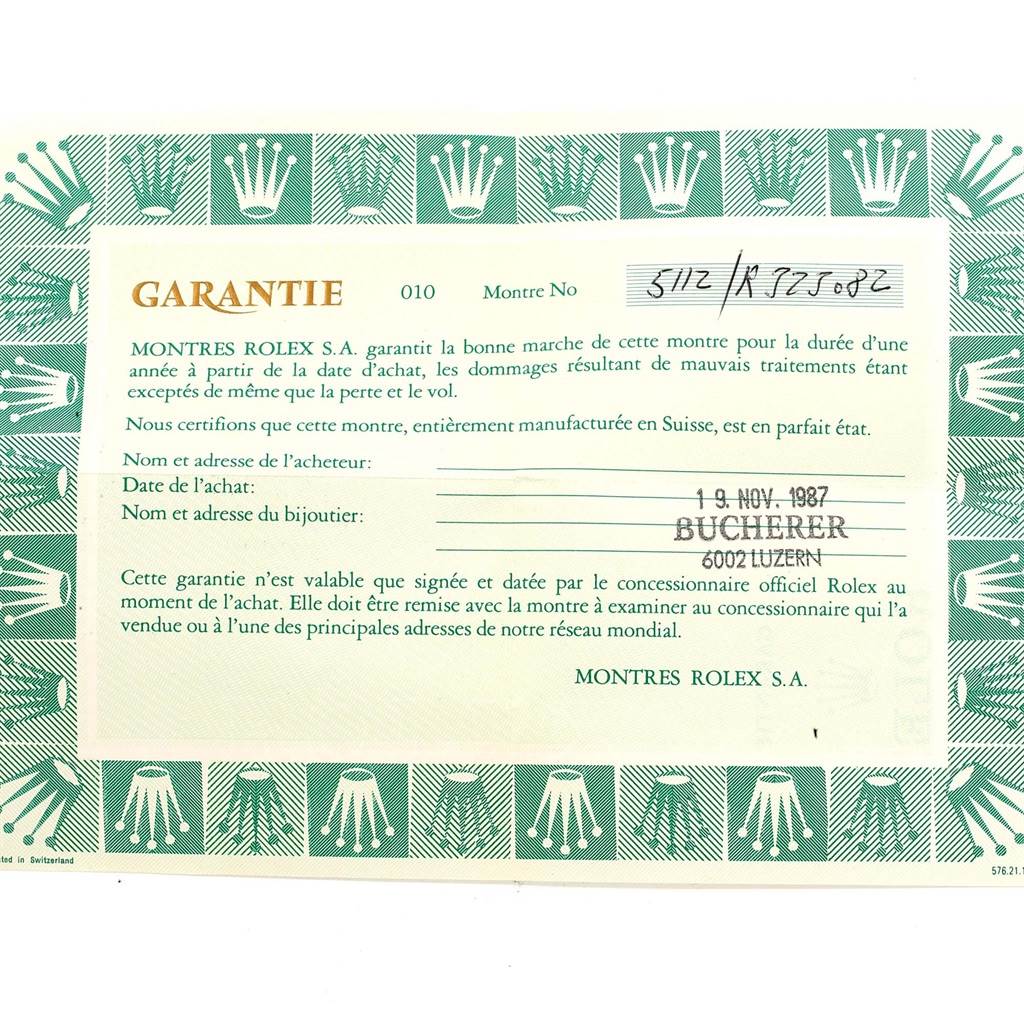 GARANTIE 010 Montre No 5112/R 323.082
MONTRES ROLEX S.A. garantit la bonne marche de cette montre pour la durée d'une
année à partir de la date d'achat, les dommages résultant de mauvais traitements étant
exceptés de même que la perte et le vol.
Nous certifions que cette montre, entièrement manufacturée en Suisse, est en parfait état.
Nom et adresse de l'acheteur:
Date de l'achat:
19. NOV. 1987
Nom et adresse du bijoutier:
BUCHERER
6002 LUZERN
Cette garantie n'est valable que signée et datée par le concessionnaire officiel Rolex au
moment de l'achat. Elle doit être remise avec la montre à examiner au concessionnaire qui l'a
vendue ou à l'une des principales adresses de notre réseau mondial.
MONTRES ROLEX S.A.
in Switzerland
576.21.